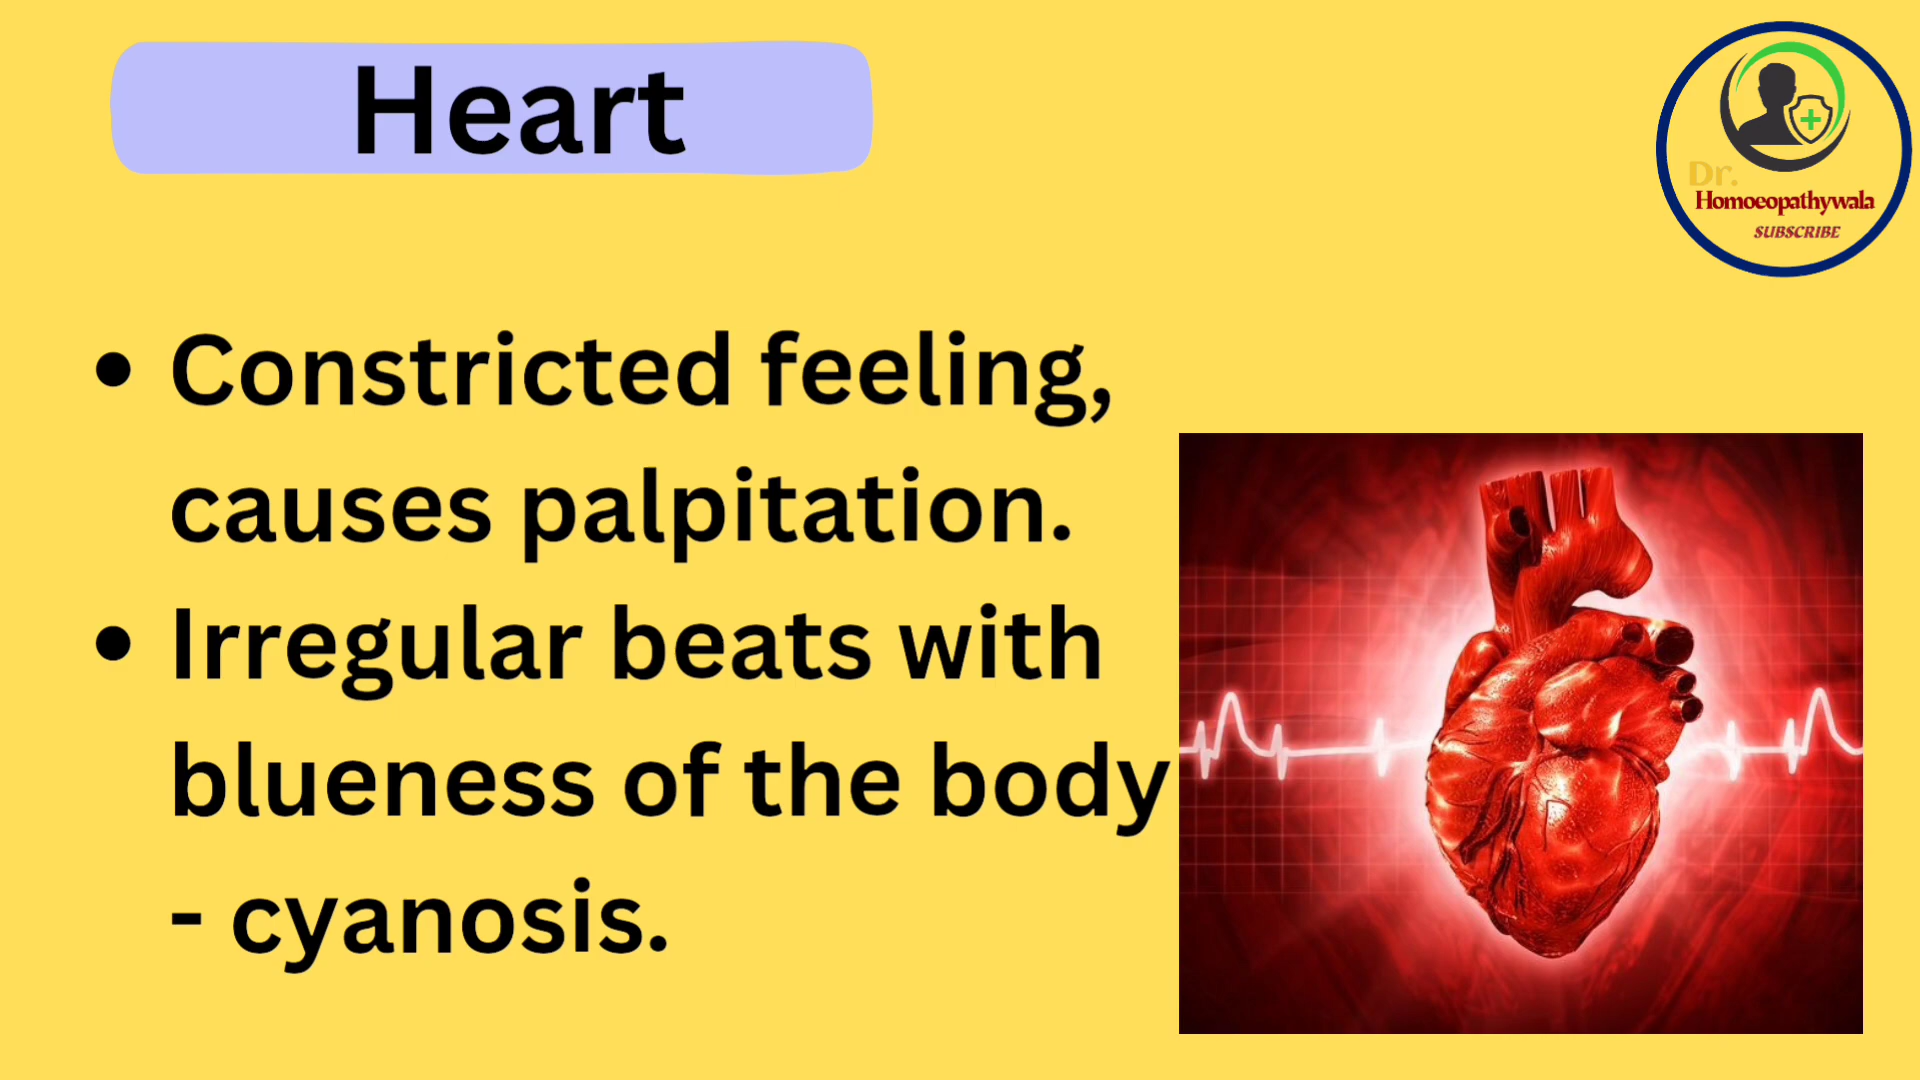 Heart
Dr.
Homoeopathywala
SUBSCRIBE
• Constricted feeling,
causes palpitation.
• Irregular beats with
blueness of the body
- cyanosis.